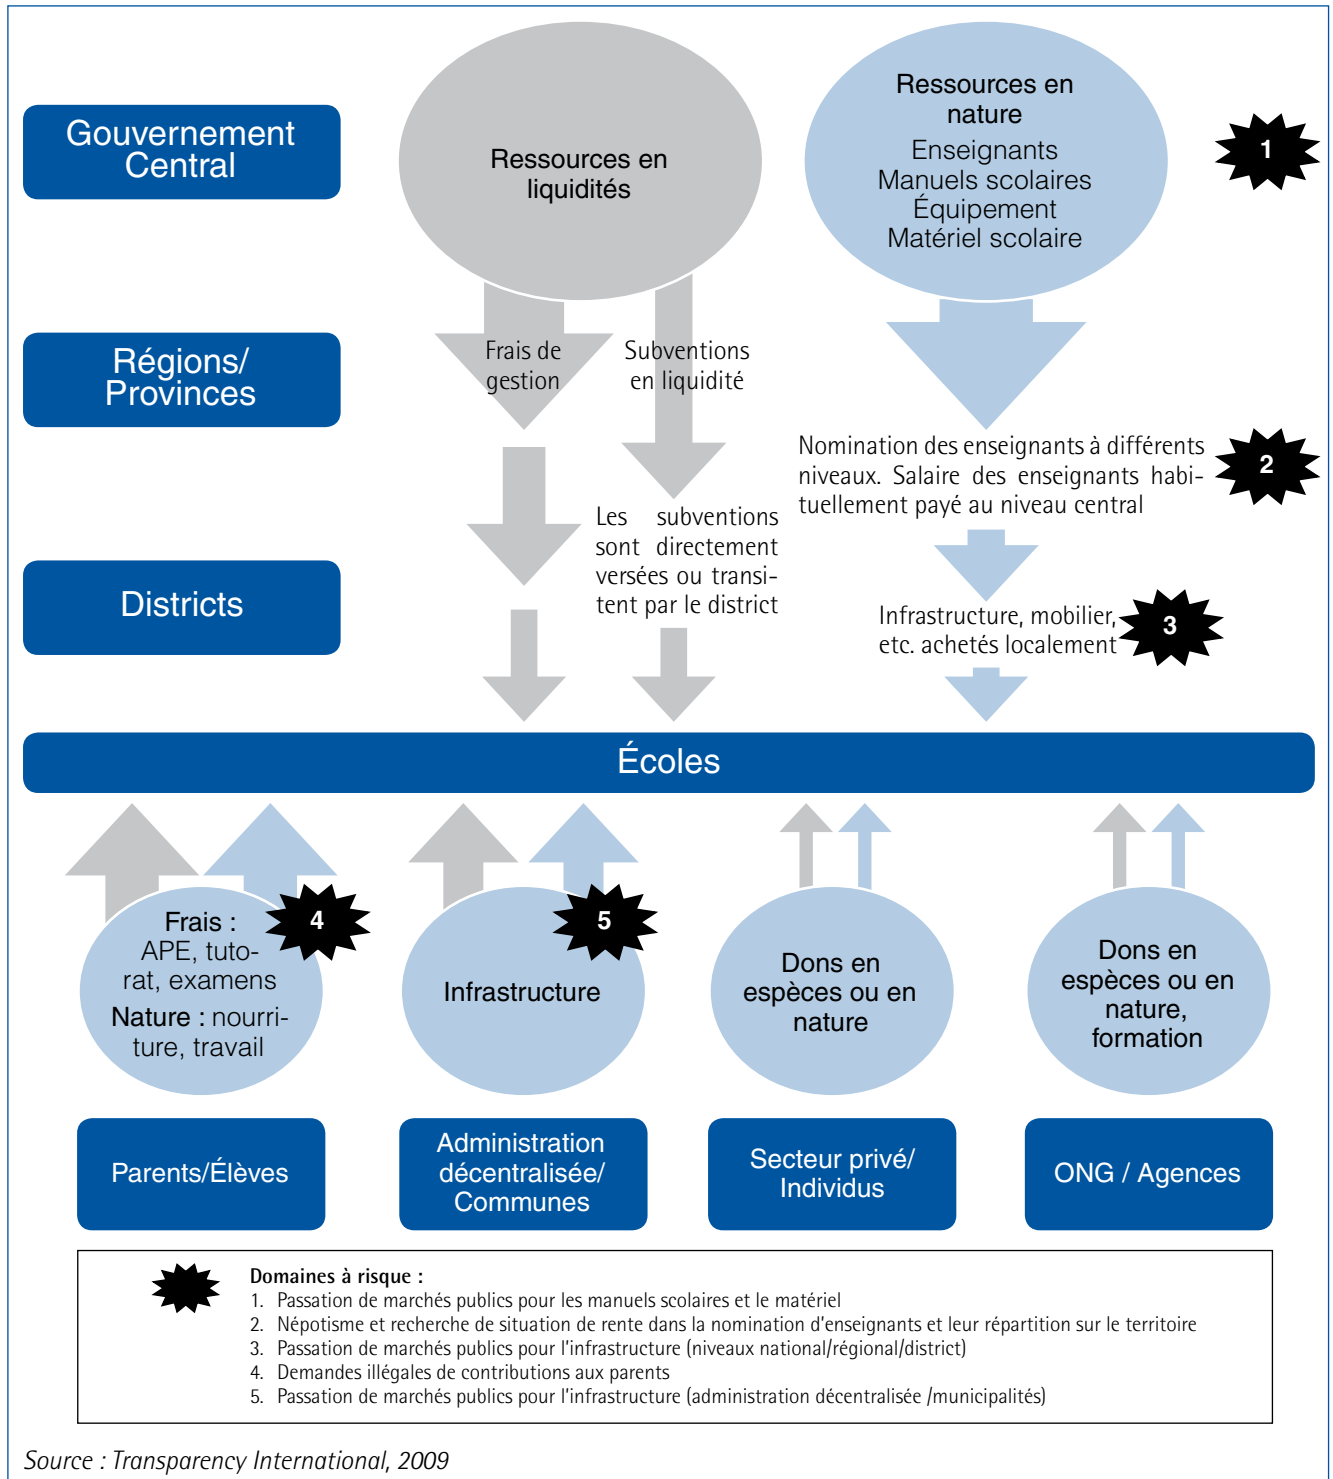 Gouvernement
Central
Ressources en
liquidités
Ressources en
nature
Enseignants
Manuels scolaires
Équipement
Matériel scolaire
1
Régions/
Provinces
Frais de
gestion
Subventions
en liquidité
Nomination des enseignants à différents
niveaux. Salaire des enseignants habi-
tuellement payé au niveau central
2
Districts
Les subventions
sont directement
versées ou transi-
tent par le district
Infrastructure, mobilier,
etc. achetés localement
3
Écoles
Frais :
APE, tuto-
rat, examens
Nature : nourri-
ture, travail
4
Infrastructure
5
Dons en
espèces ou en
nature
Dons en
espèces ou en
nature,
formation
Parents/Élèves
Administration
décentralisée/
Communes
Secteur privé/
Individus
ONG / Agences
Domaines à risque :
1. Passation de marchés publics pour les manuels scolaires et le matériel
2. Népotisme et recherche de situation de rente dans la nomination d'enseignants et leur répartition sur le territoire
3. Passation de marchés publics pour l'infrastructure (niveaux national/régional/district)
4. Demandes illégales de contributions aux parents
5. Passation de marchés publics pour l'infrastructure (administration décentralisée /municipalités)
Source : Transparency International, 2009